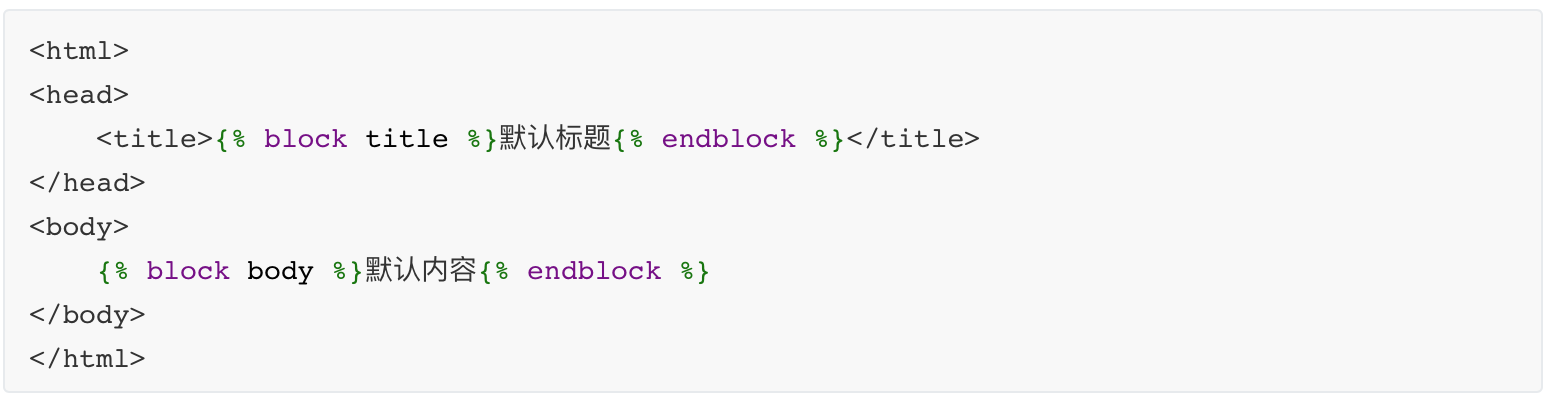 <html>
<head>
    <title>{% block title %}默认标题{% endblock %}</title>
</head>
<body>
    {% block body %}默认内容{% endblock %}
</body>
</html>